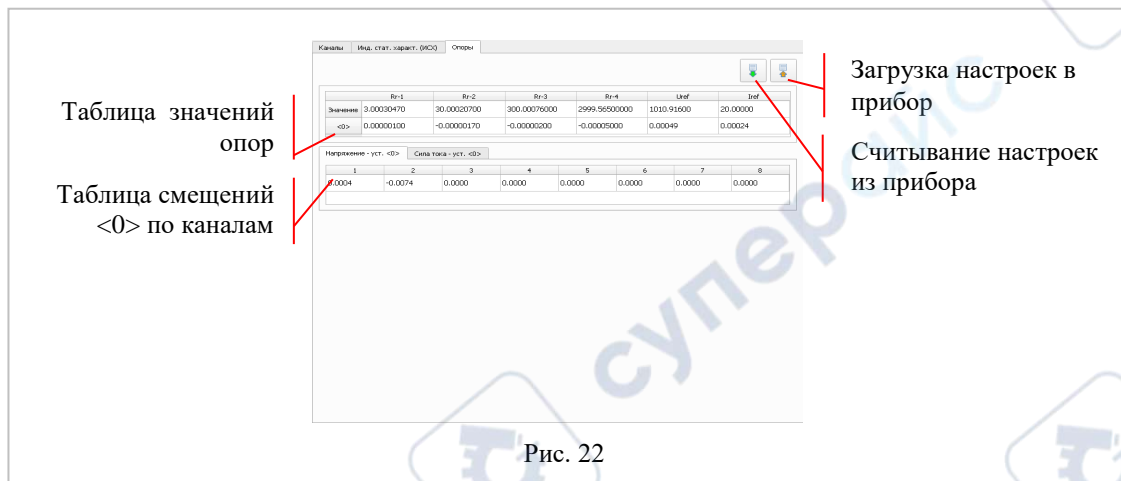 Каналы Инд. стат. характ. (ИСХ) Опоры
Загрузка настроек в
прибор
Считывание настроек
из прибора
Таблица значений
опор
Таблица смещений
<0> по каналам
Rr-1 Rr-2 Rr-3 Rr-4 Uref Iref
Значение 3.00030470 30.00020700 300.00076000 2999.56500000 1010.91600 20.00000
<0> 0.00000100 -0.00000170 -0.00000200 -0.00005000 0.00049 0.00024
Напряжение - уст. <0> Сила тока - уст. <0>
1 2 3 4 5 6 7 8
0.0004 -0.0074 0.0000 0.0000 0.0000 0.0000 0.0000 0.0000
суперайс
Рис. 22